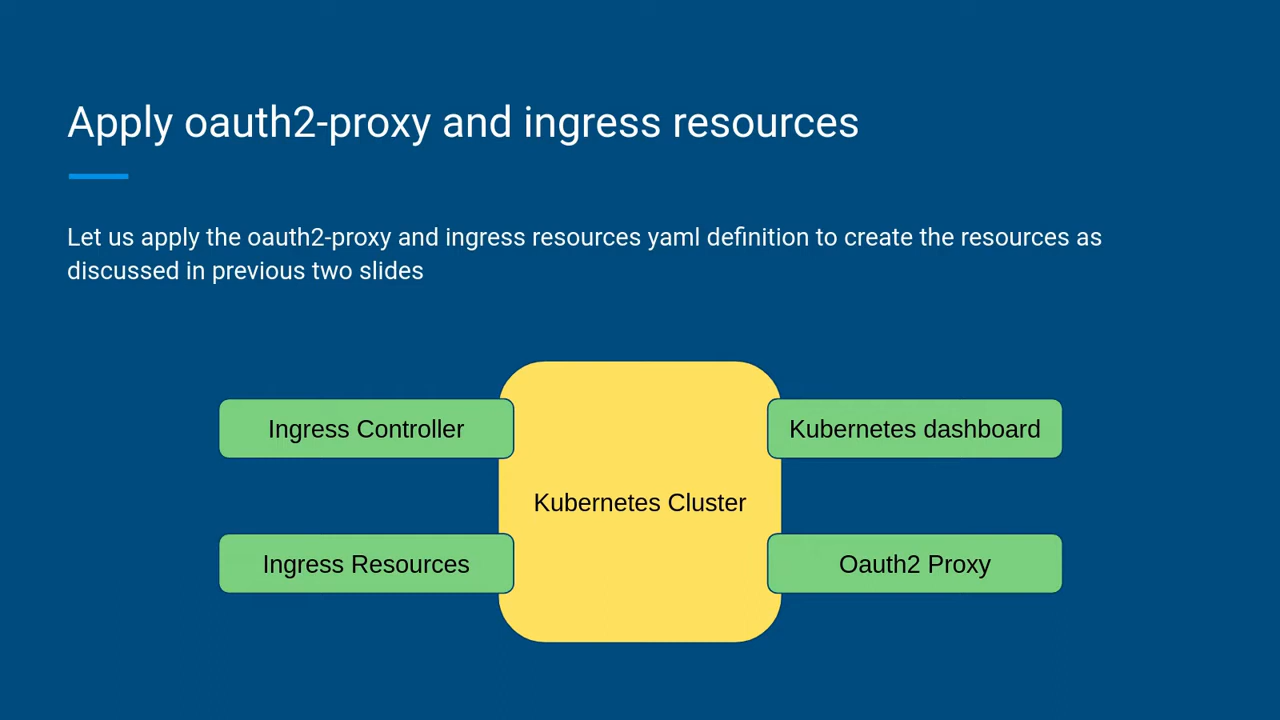 Apply oauth2-proxy and ingress resources
Let us apply the oauth2-proxy and ingress resources yaml definition to create the resources as
discussed in previous two slides
Ingress Controller
Kubernetes dashboard
Kubernetes Cluster
Ingress Resources
Oauth2 Proxy